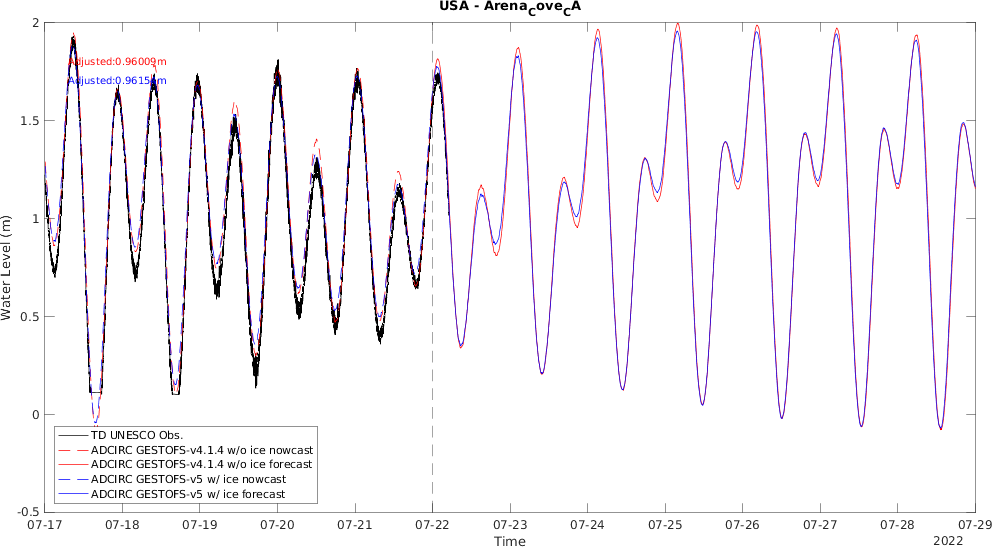 USA - ArenaCoveCA
Adjusted:0.96009m
Adjusted:0.9615 m
Water Level (m)
2
1.5
1
0.5
0
-0.5
TD UNESCO Obs.
ADCIRC GESTOFS-v4.1.4 w/o ice nowcast
ADCIRC GESTOFS-v4.1.4 w/o ice forecast
ADCIRC GESTOFS-v5 w/ ice nowcast
ADCIRC GESTOFS-v5 w/ ice forecast
07-17 07-18 07-19 07-20 07-21 07-22 07-23 07-24 07-25 07-26 07-27 07-28 07-29
Time
2022